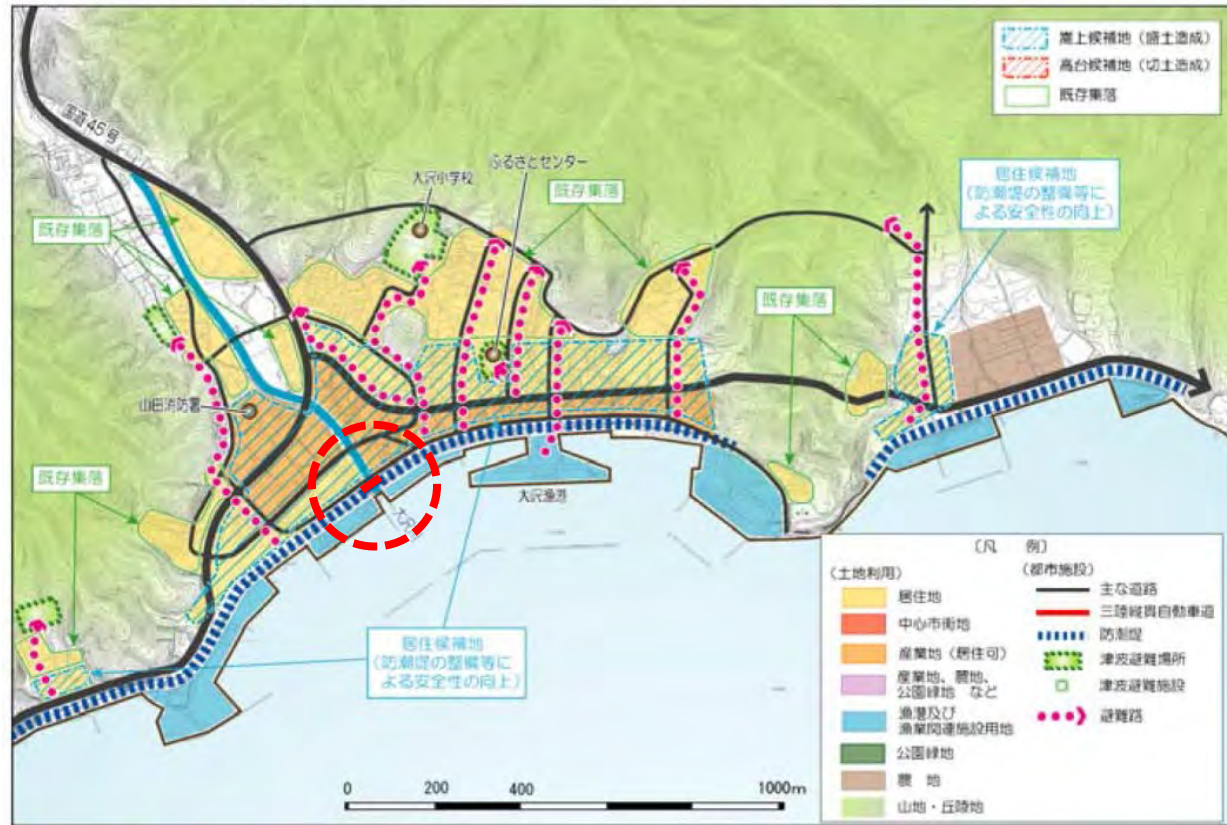 嵩上候補地（盛土造成）
高台候補地（切土造成）
既存集落
国道45号
ふるさとセンター
大沢小学校
既存集落
居住候補地
（防潮堤の整備等に
よる安全性の向上）
既存集落
既存集落
山田消防署
既存集落
大沢漁港
居住候補地
（防潮堤の整備等に
よる安全性の向上）
0 200 400 1000m
（凡 例）
（土地利用）
居住地
中心市街地
産業地（居住可）
産業地、農地、
公園緑地 など
漁港及び
漁業関連施設用地
公園緑地
農 地
山地・丘陵地
（都市施設）
主な道路
三陸縦貫自動車道
防潮堤
津波避難場所
津波避難施設
避難路